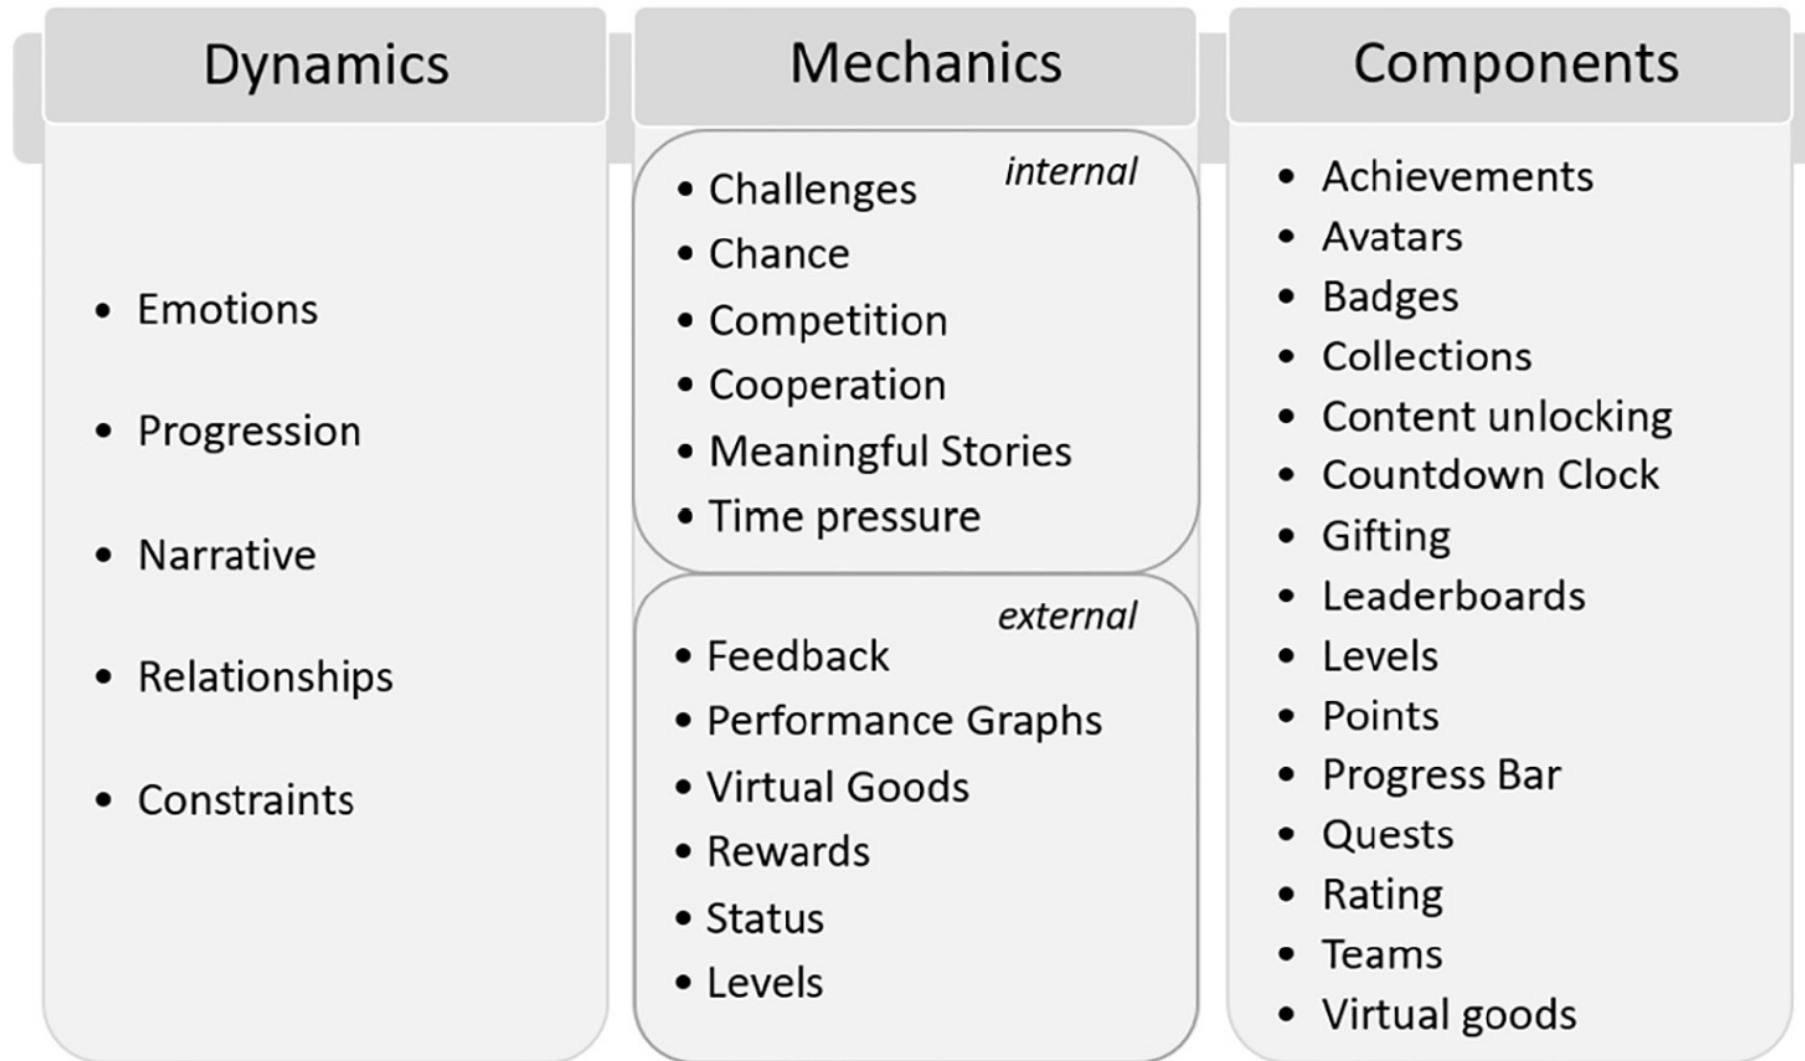 Dynamics
• Emotions
• Progression
• Narrative
• Relationships
• Constraints
Mechanics
internal
• Challenges
• Chance
• Competition
• Cooperation
• Meaningful Stories
• Time pressure
external
• Feedback
• Performance Graphs
• Virtual Goods
• Rewards
• Status
• Levels
Components
• Achievements
• Avatars
• Badges
• Collections
• Content unlocking
• Countdown Clock
• Gifting
• Leaderboards
• Levels
• Points
• Progress Bar
• Quests
• Rating
• Teams
• Virtual goods